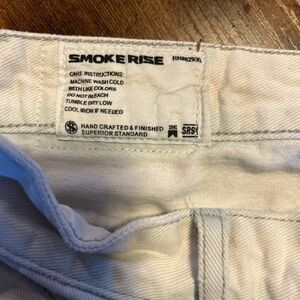 SMOKE RISE
CARE INSTRUCTIONS:
MACHINE WASH COLD
WITH LIKE COLORS
DO NOT BLEACH
TUMBLE DRY LOW
COOL IRON IF NEEDED
HAND CRAFTED & FINISHED
SUPERIOR STANDARD